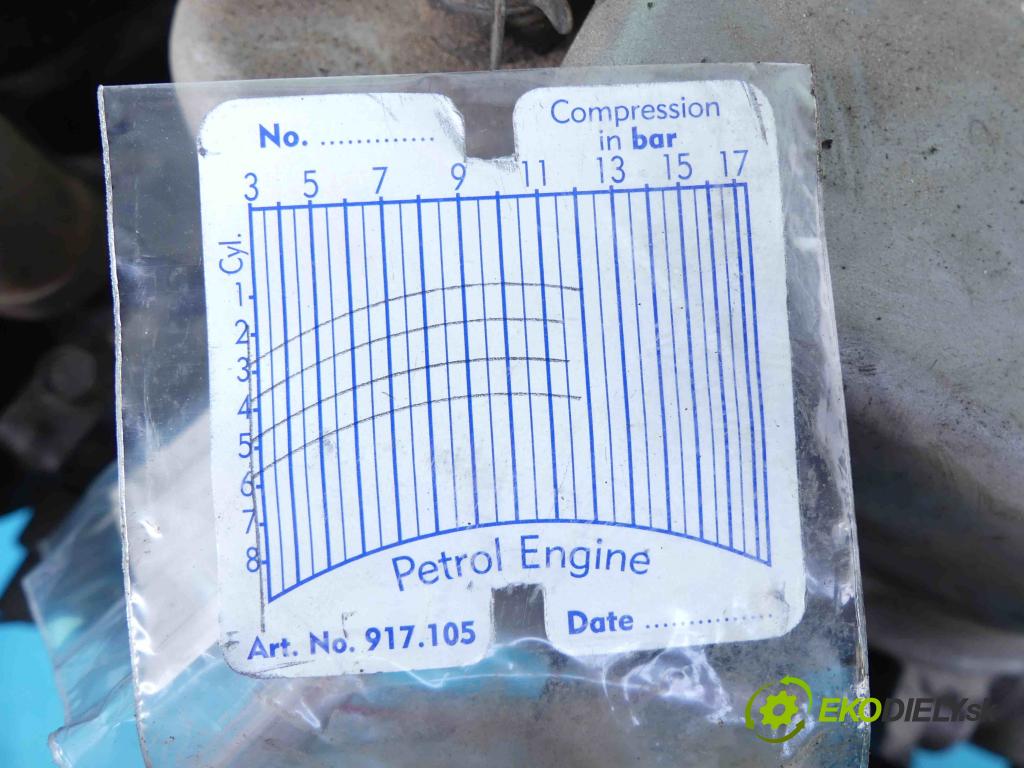 No. .............
Compression
in bar
3 5 7 9 11 13 15 17
Cyl.
1
2
3
4
5
6
7
8
Petrol Engine
Art. No. 917.105
Date ...............
EKODIELY.sk